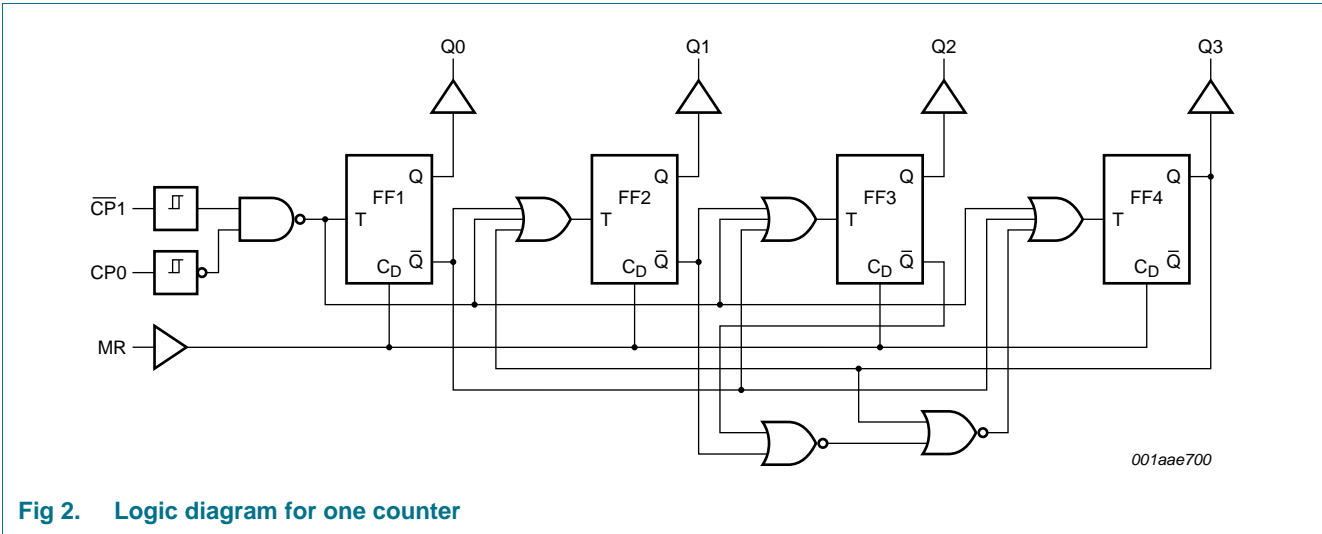 Q0 Q1 Q2 Q3
Q Q Q Q
FF1 FF2 FF3 FF4
C̅P̅1
T T T T
Q̅ Q̅ Q̅ Q̅
CP0
CD CD CD CD
MR
001aae700
Fig 2. Logic diagram for one counter